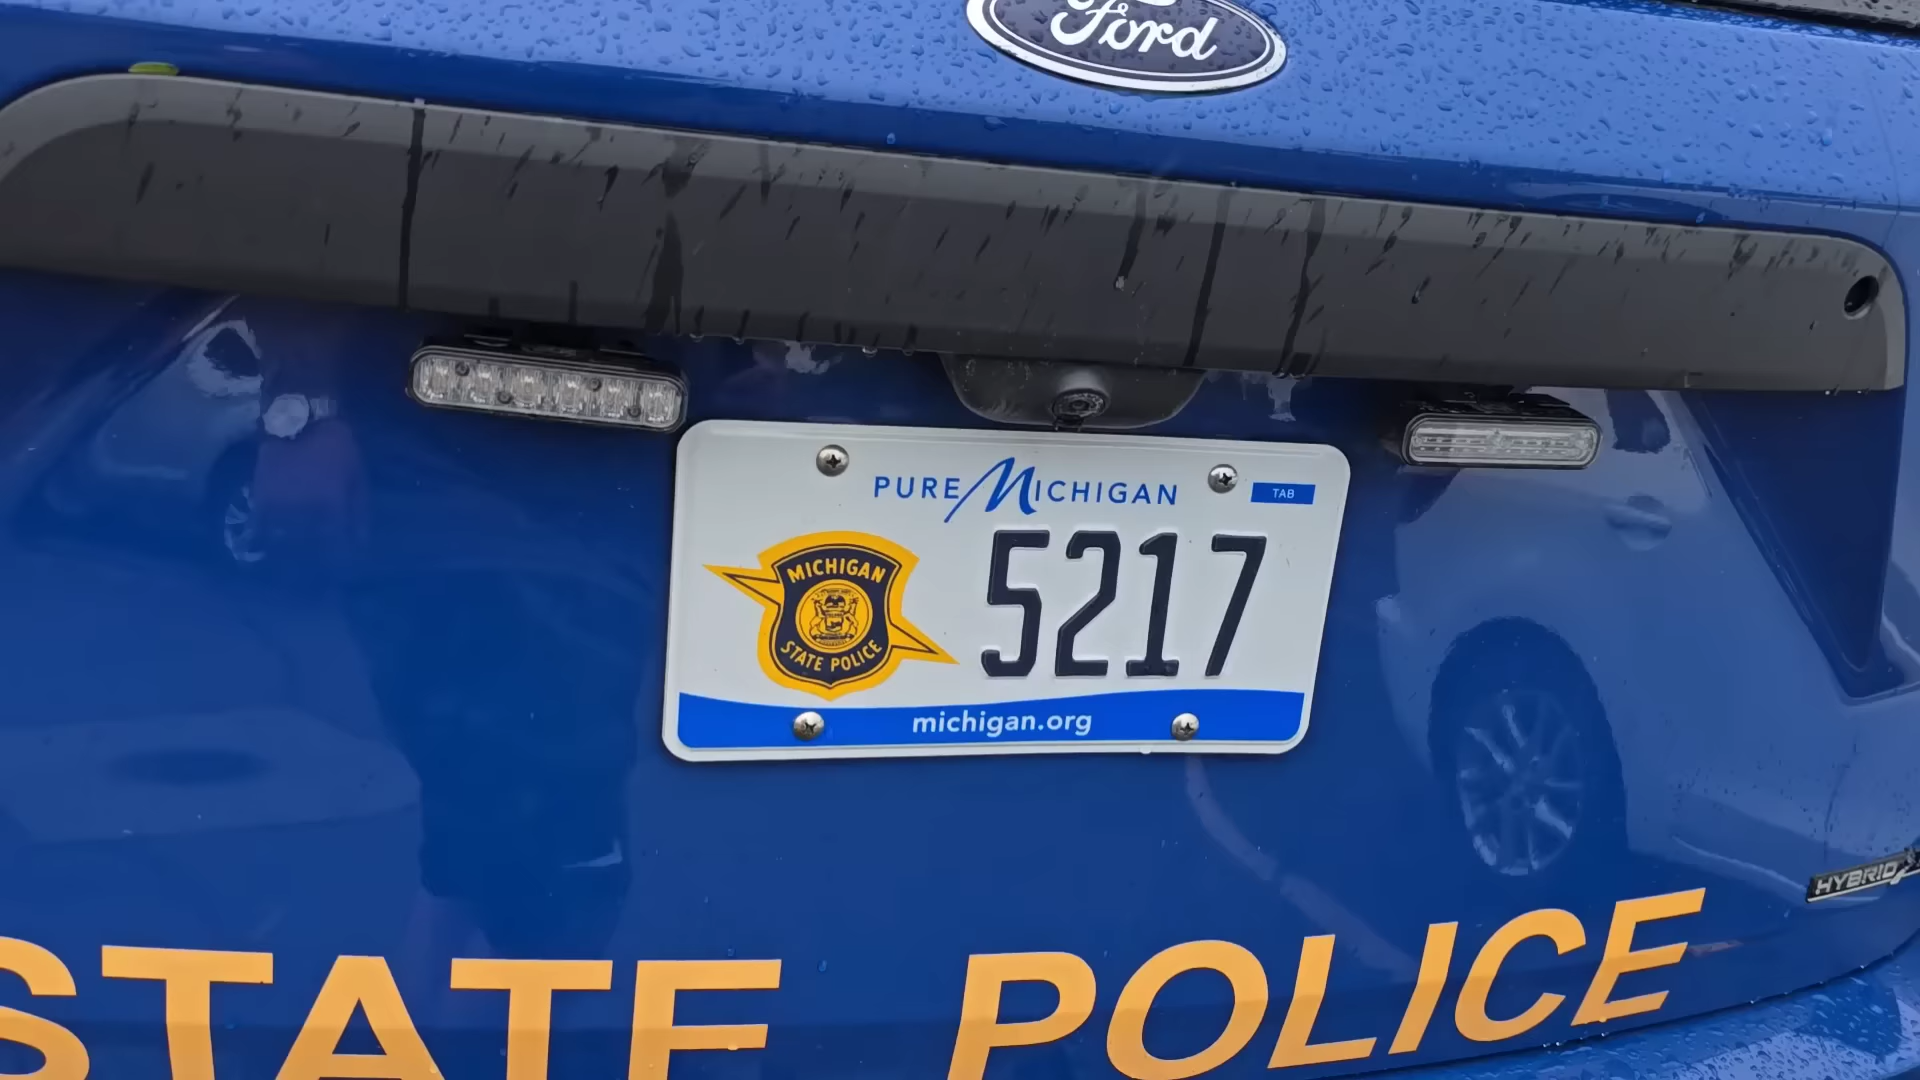 Ford
PURE MICHIGAN
TAB
MICHIGAN
STATE POLICE
5217
michigan.org
HYBRID
STATE POLICE